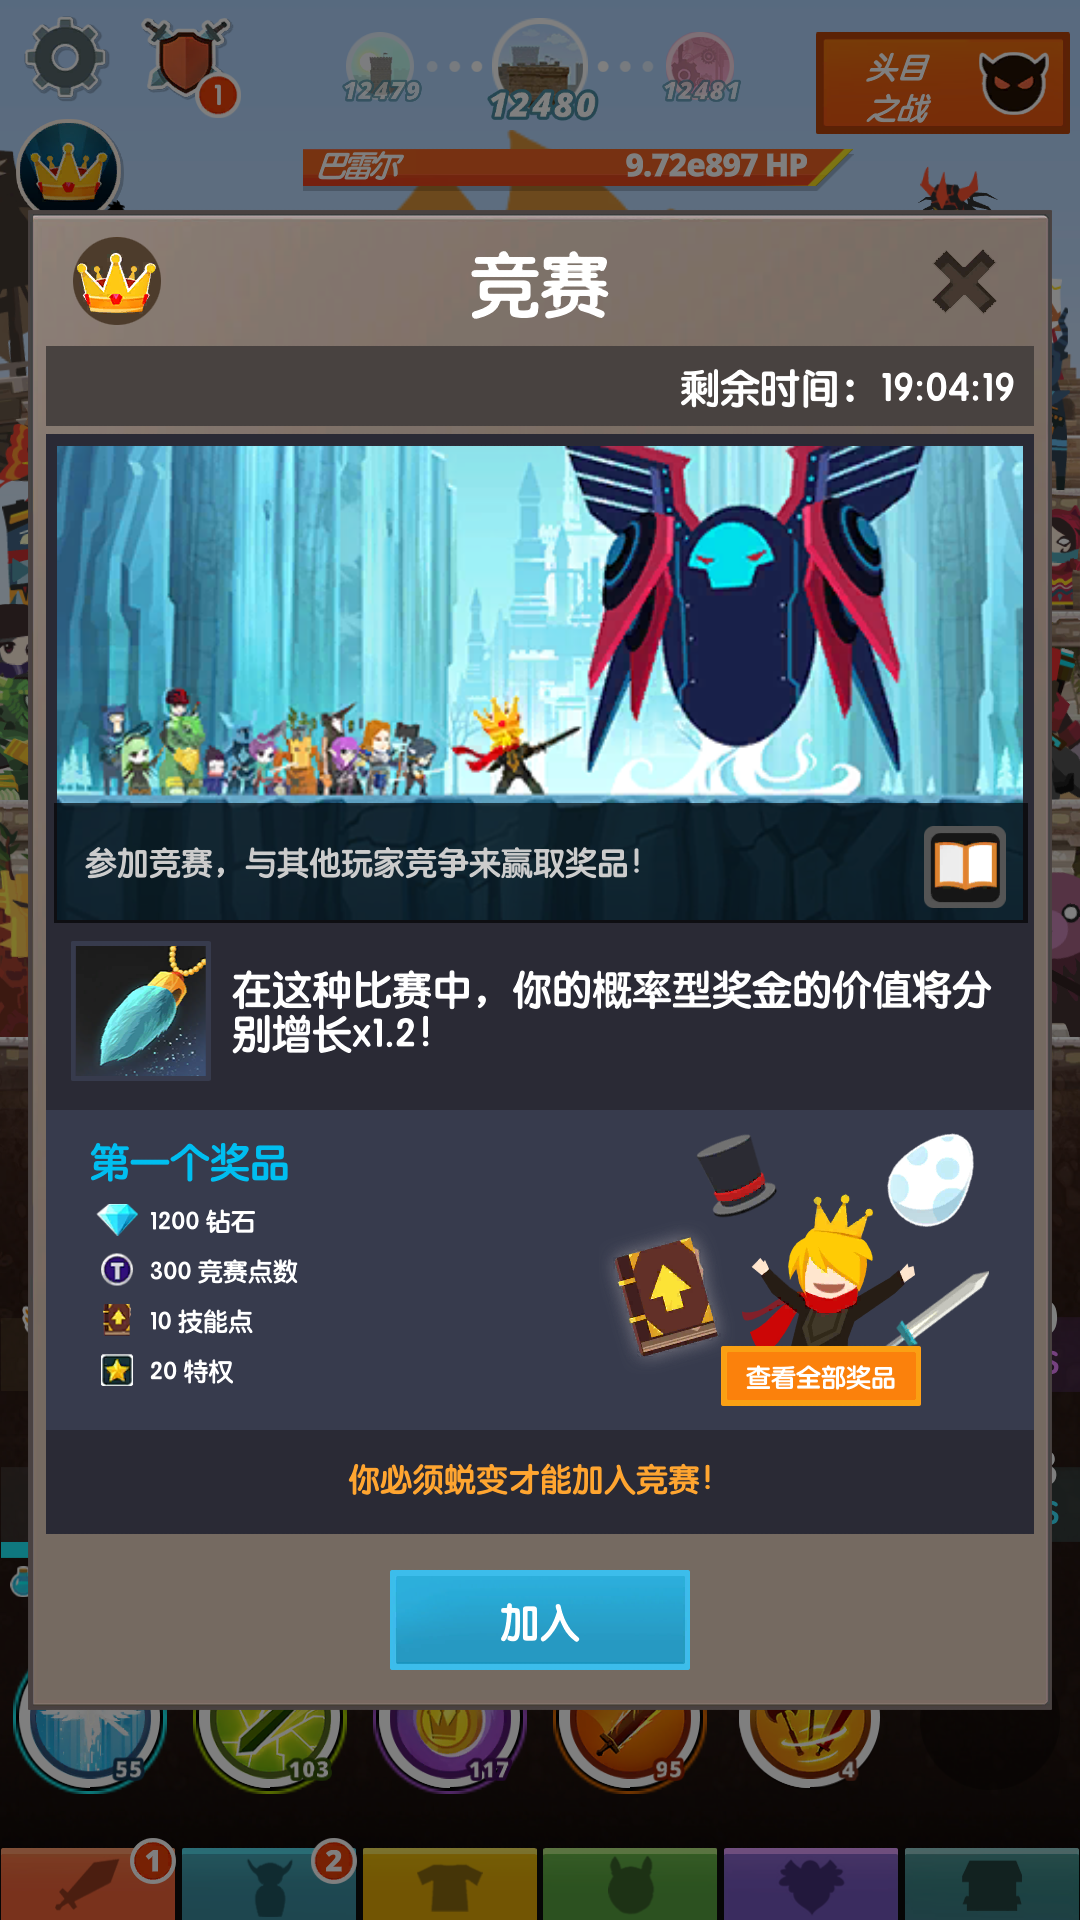 1
12479
12480
12481
头目
之战
巴雷尔
9.72e897 HP
竞赛
剩余时间：19:04:19
参加竞赛，与其他玩家竞争来赢取奖品！
在这种比赛中，你的概率型奖金的价值将分
别增长x1.2！
第一个奖品
1200 钻石
T
300 竞赛点数
10 技能点
20 特权
查看全部奖品
你必须蜕变才能加入竞赛！
加入
55
103
117
95
4
1
2